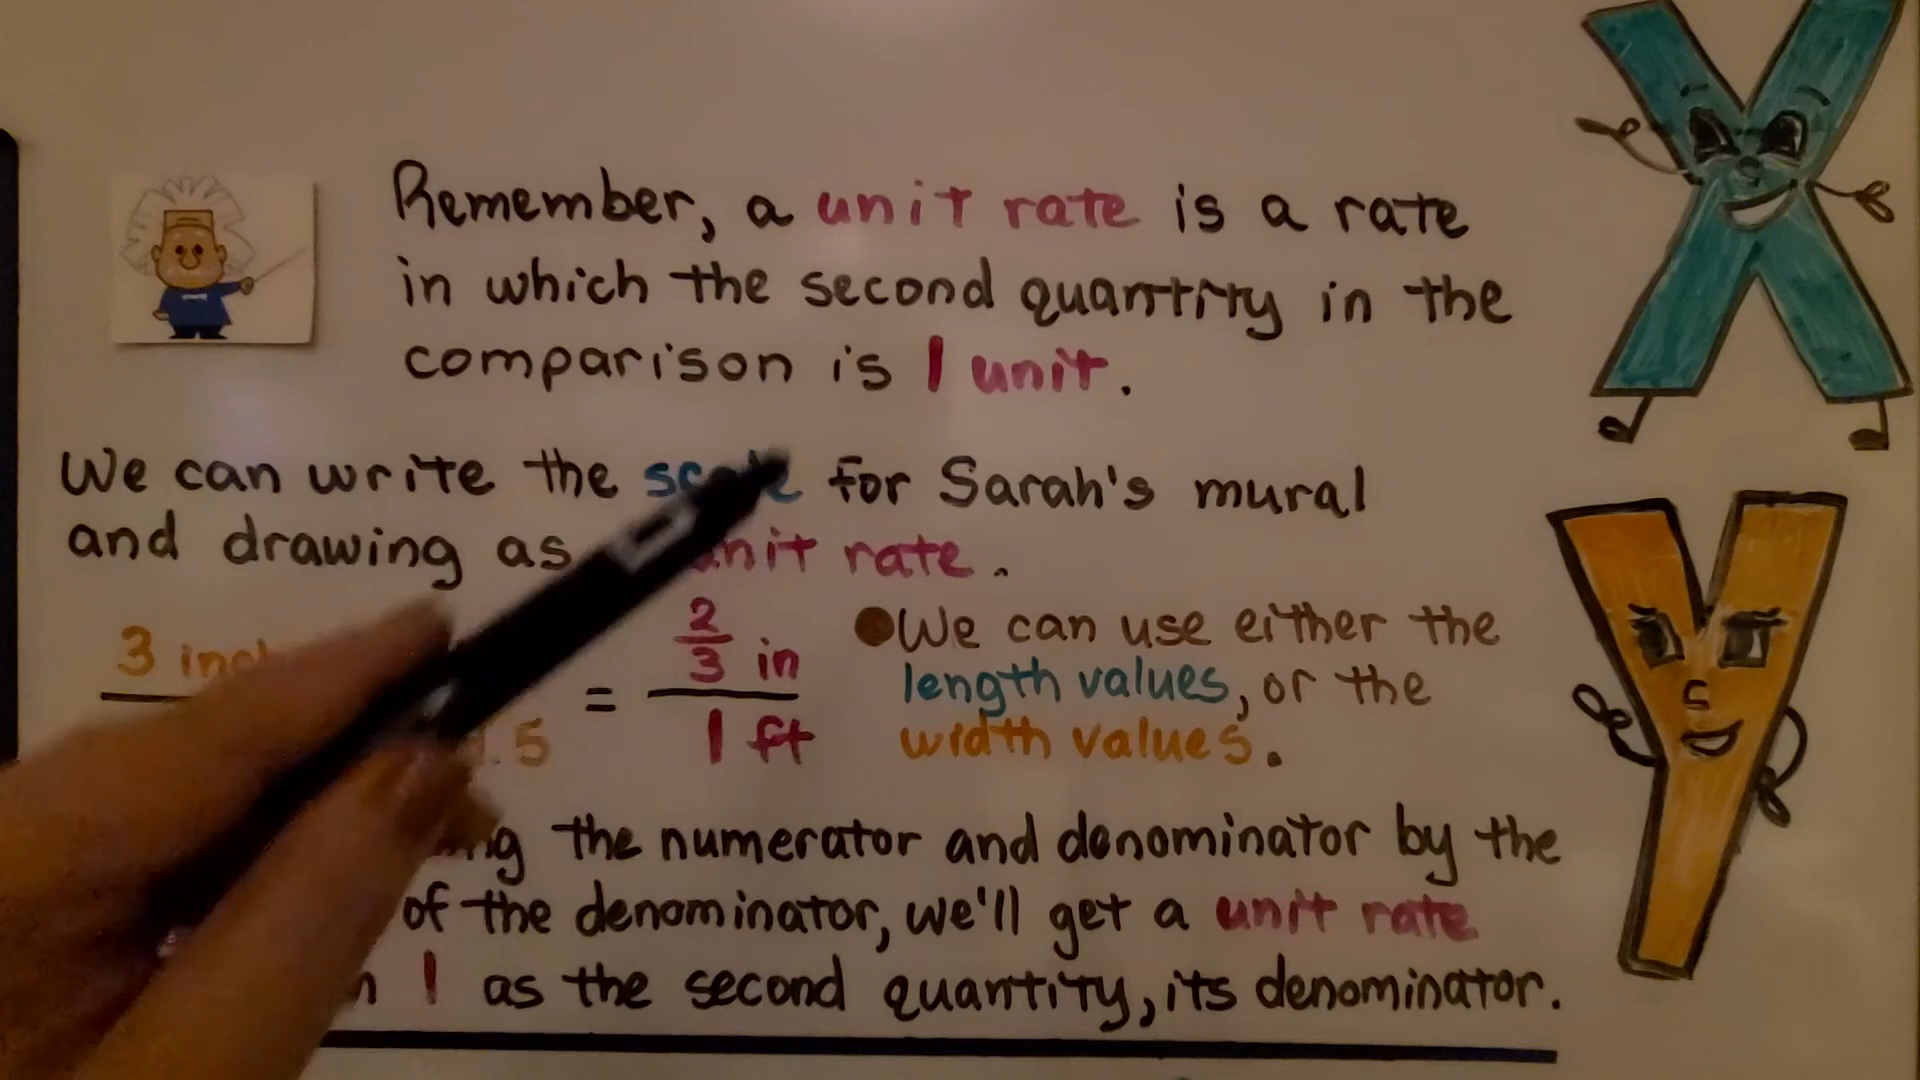 Remember, a unit rate is a rate
in which the second quantity in the
comparison is 1 unit.
We can write the scale for Sarah's mural
and drawing as unit rate.
3
.5
=
2/3 in
1 ft
We can use either the
length values, or the
width values.
the numerator and denominator by the
of the denominator, we'll get a unit rate
1 as the second quantity, its denominator.